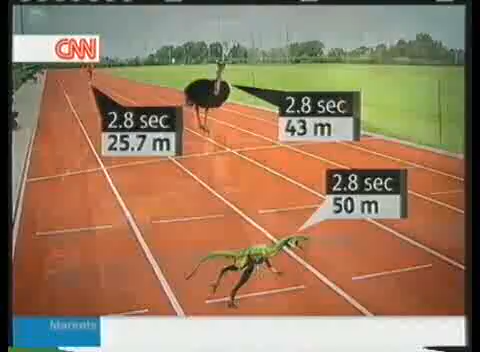 CNN
2.8 sec
25.7 m
2.8 sec
43 m
2.8 sec
50 m
Markets